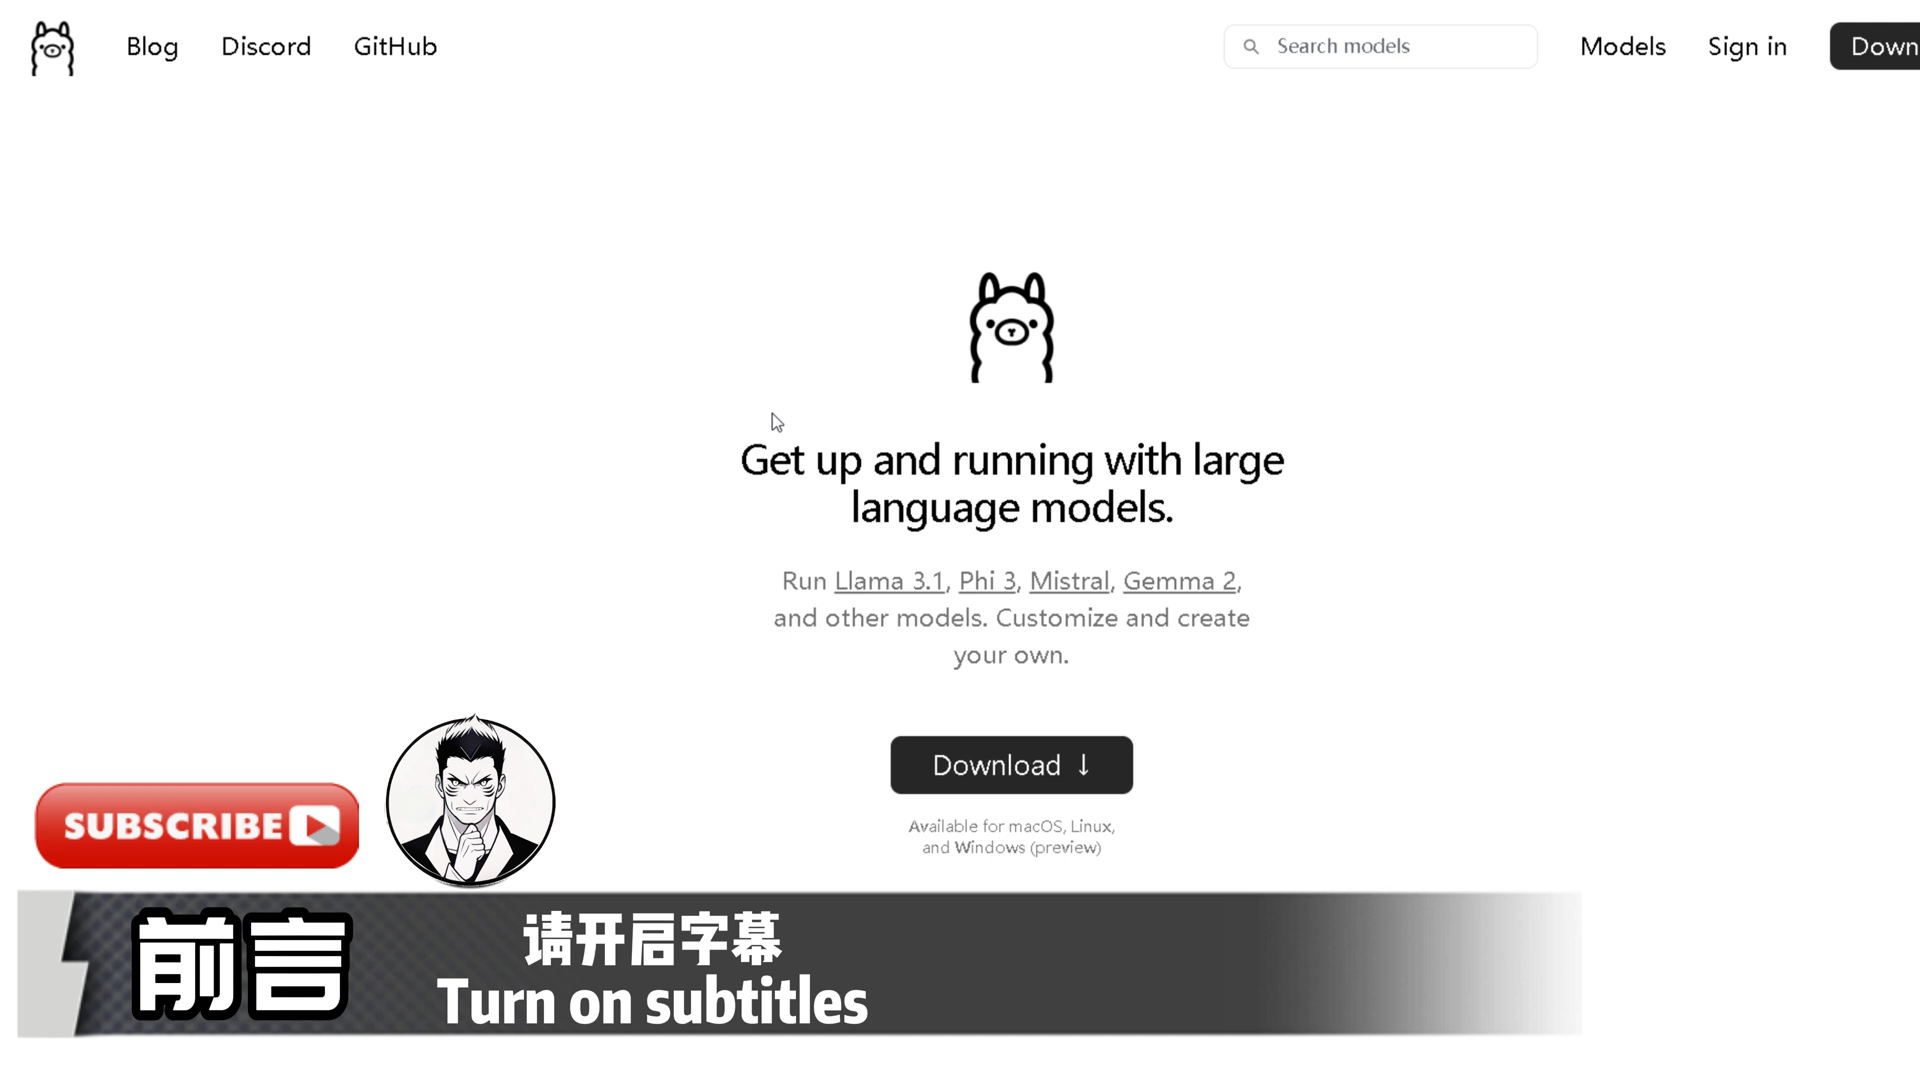 Blog
Discord
GitHub
Search models
Models
Sign in
Down
Get up and running with large
language models.
Run Llama 3.1, Phi 3, Mistral, Gemma 2,
and other models. Customize and create
your own.
Download ↓
Available for macOS, Linux,
and Windows (preview)
SUBSCRIBE
前言
请开启字幕
Turn on subtitles